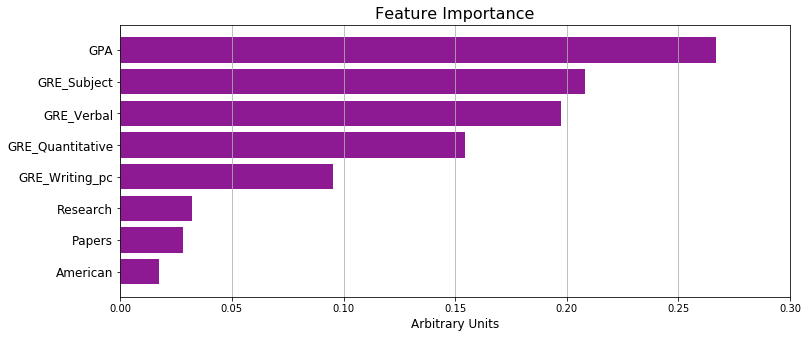 Feature Importance
GPA
GRE_Subject
GRE_Verbal
GRE_Quantitative
GRE_Writing_pc
Research
Papers
American
0.00 0.05 0.10 0.15 0.20 0.25 0.30
Arbitrary Units